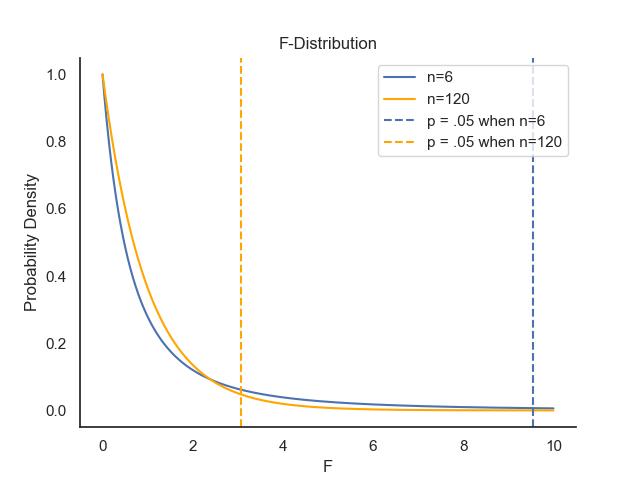 F-Distribution
n=6
n=120
p = .05 when n=6
p = .05 when n=120
Probability Density
1.0
0.8
0.6
0.4
0.2
0.0
0 2 4 6 8 10
F